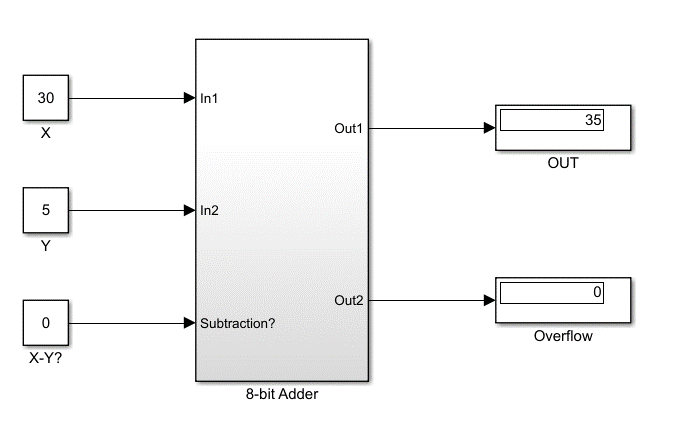 30
X
In1
Out1
35
OUT
5
Y
In2
0
X-Y?
Subtraction?
Out2
0
Overflow
8-bit Adder